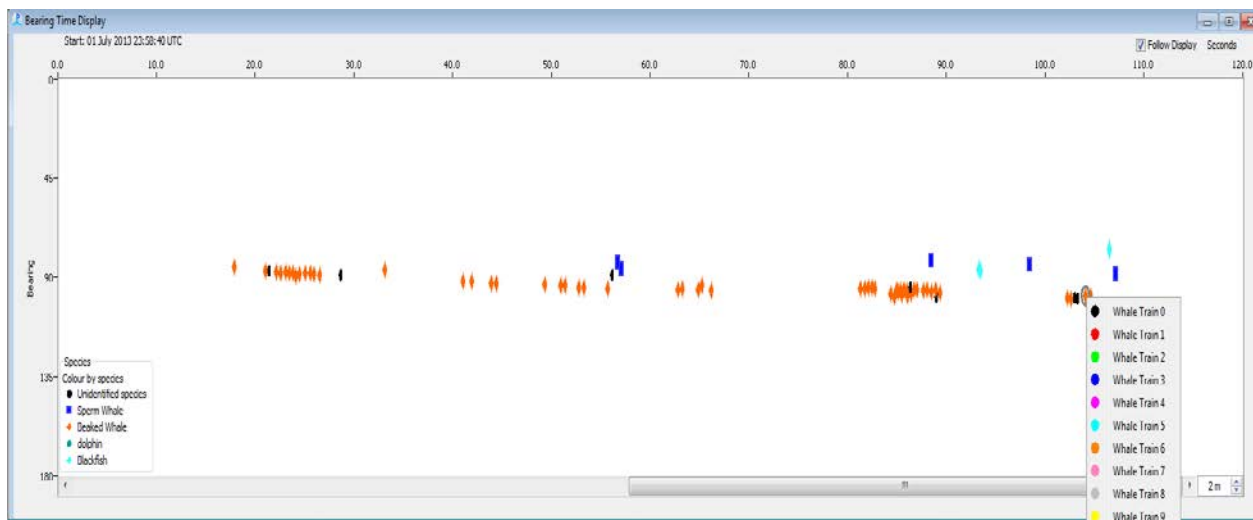 Bearing Time Display
Start: 01 July 2013 23:58:40 UTC
Follow Display Seconds
0.0 10.0 20.0 30.0 40.0 50.0 60.0 70.0 80.0 90.0 100.0 110.0 120.0
0
45
90
135
180
Bearing
Species
Colour by species
Unidentified species
Sperm Whale
Beaked Whale
dolphin
Blackfish
Whale Train 0
Whale Train 1
Whale Train 2
Whale Train 3
Whale Train 4
Whale Train 5
Whale Train 6
Whale Train 7
Whale Train 8
Whale Train 9
2 m